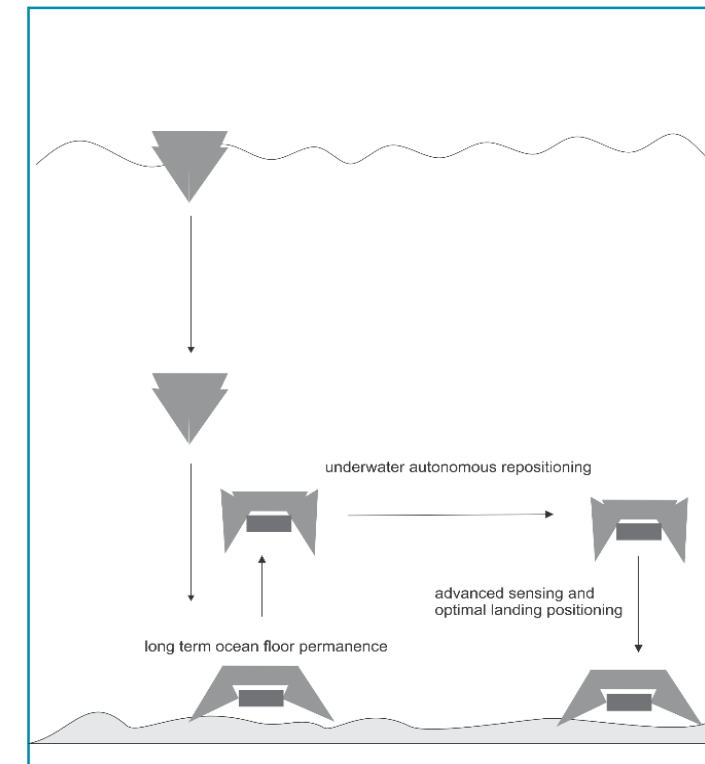 underwater autonomous repositioning
advanced sensing and
optimal landing positioning
long term ocean floor permanence